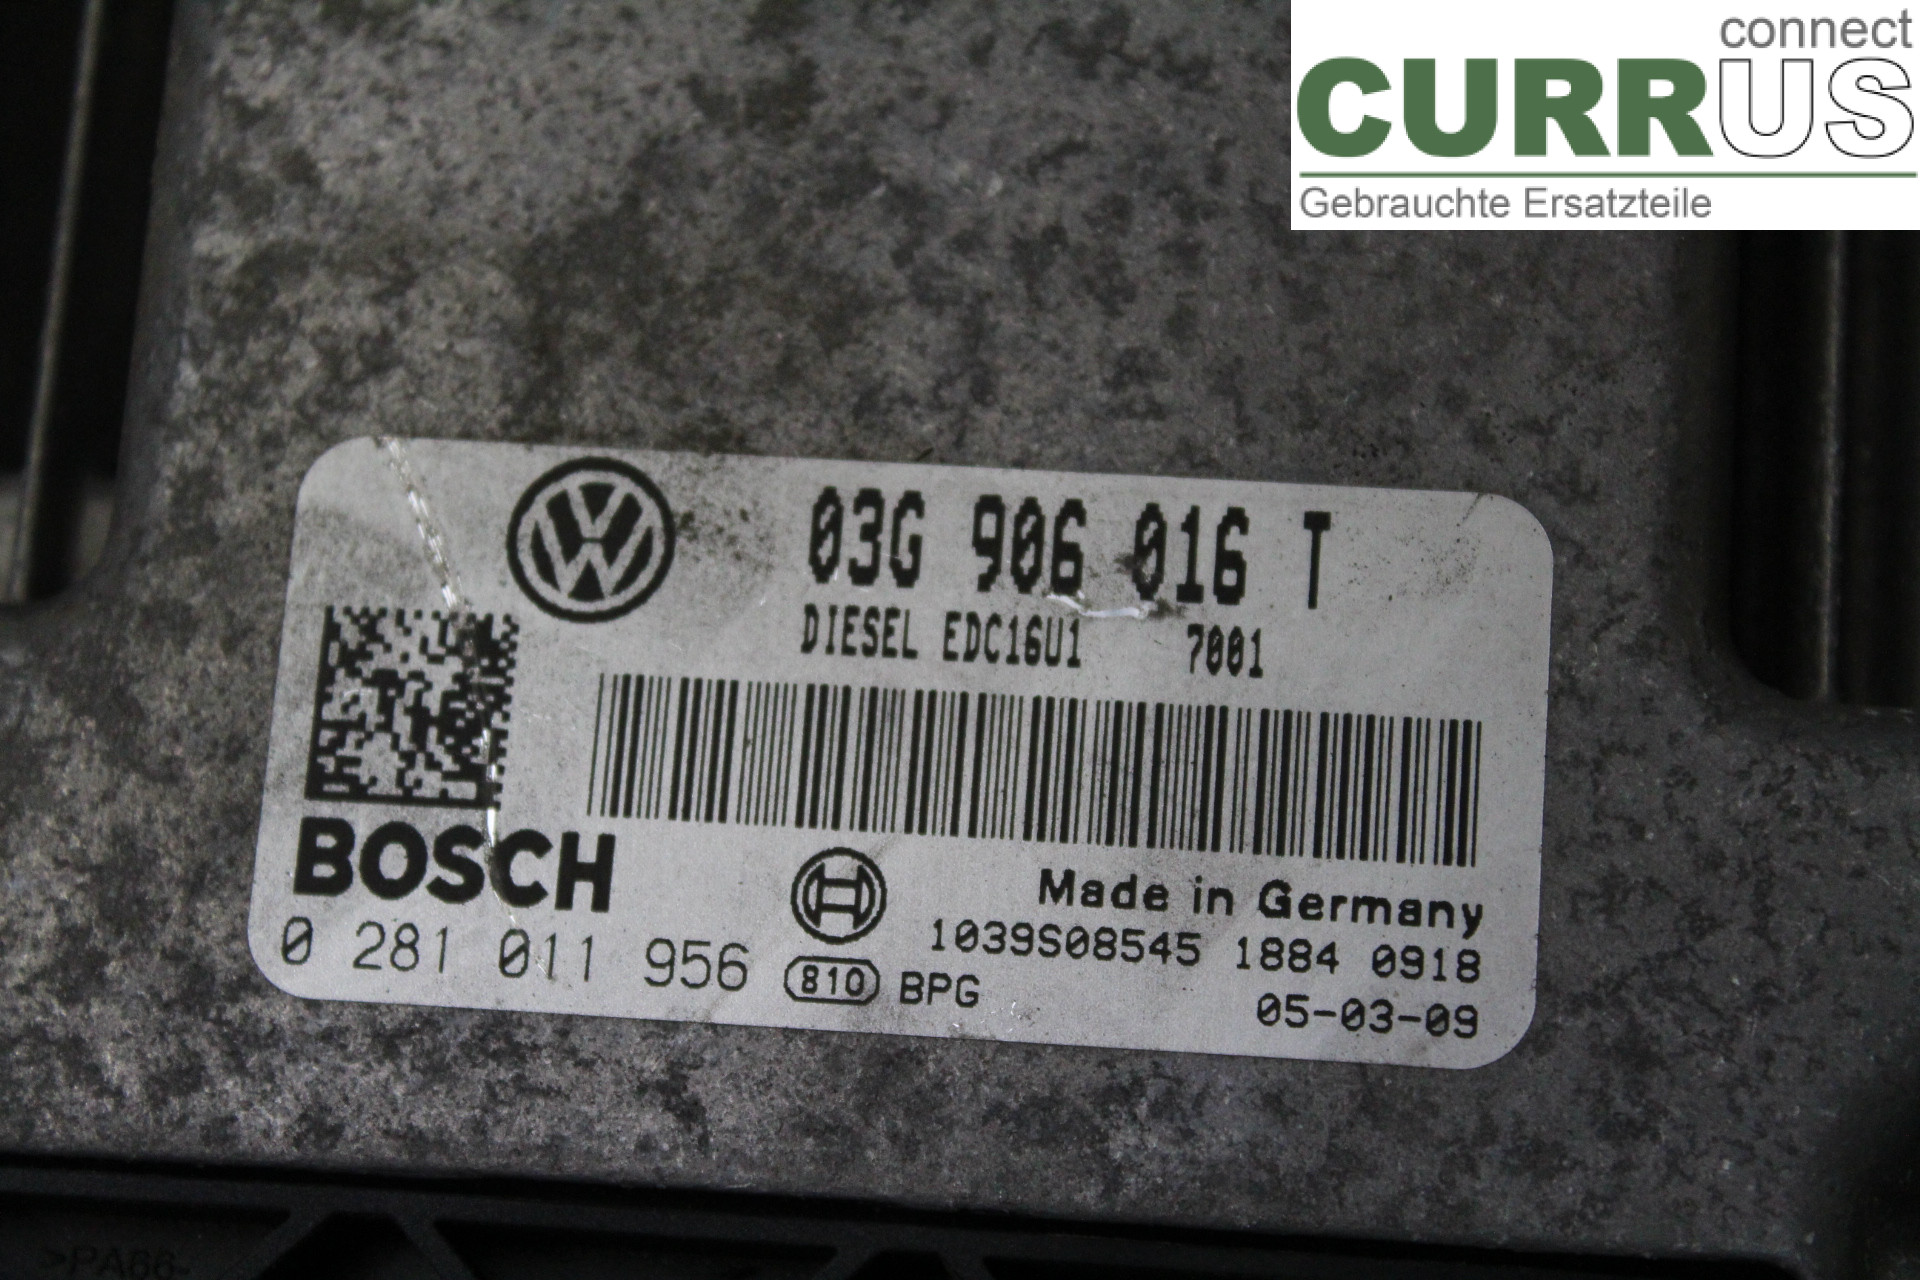 connect
CURRUS
Gebrauchte Ersatzteile
03G 906 016 T
DIESEL EDC16U1 7001
BOSCH
Made in Germany
0 281 011 956
1039S08545 1884 0918
810 BPG
05-03-09
>PA66-